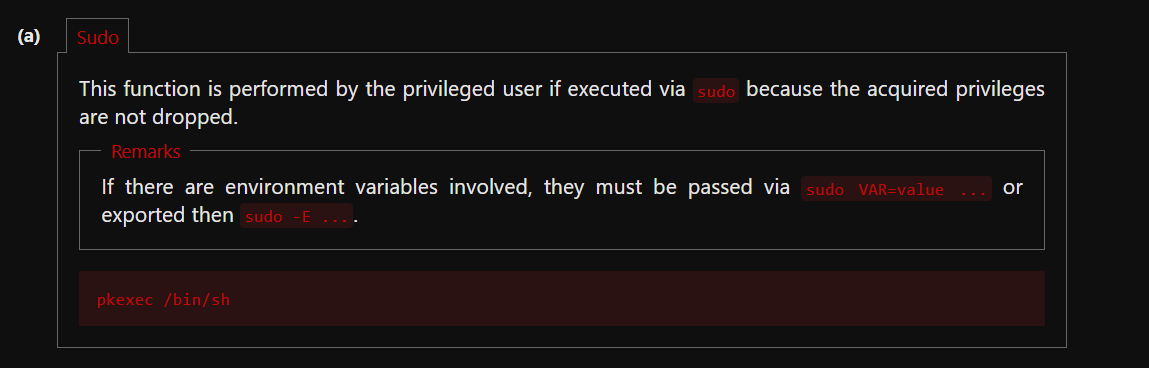 (a) Sudo
This function is performed by the privileged user if executed via sudo because the acquired privileges
are not dropped.
Remarks
If there are environment variables involved, they must be passed via sudo VAR=value ... or
exported then sudo -E ... .
pkexec /bin/sh